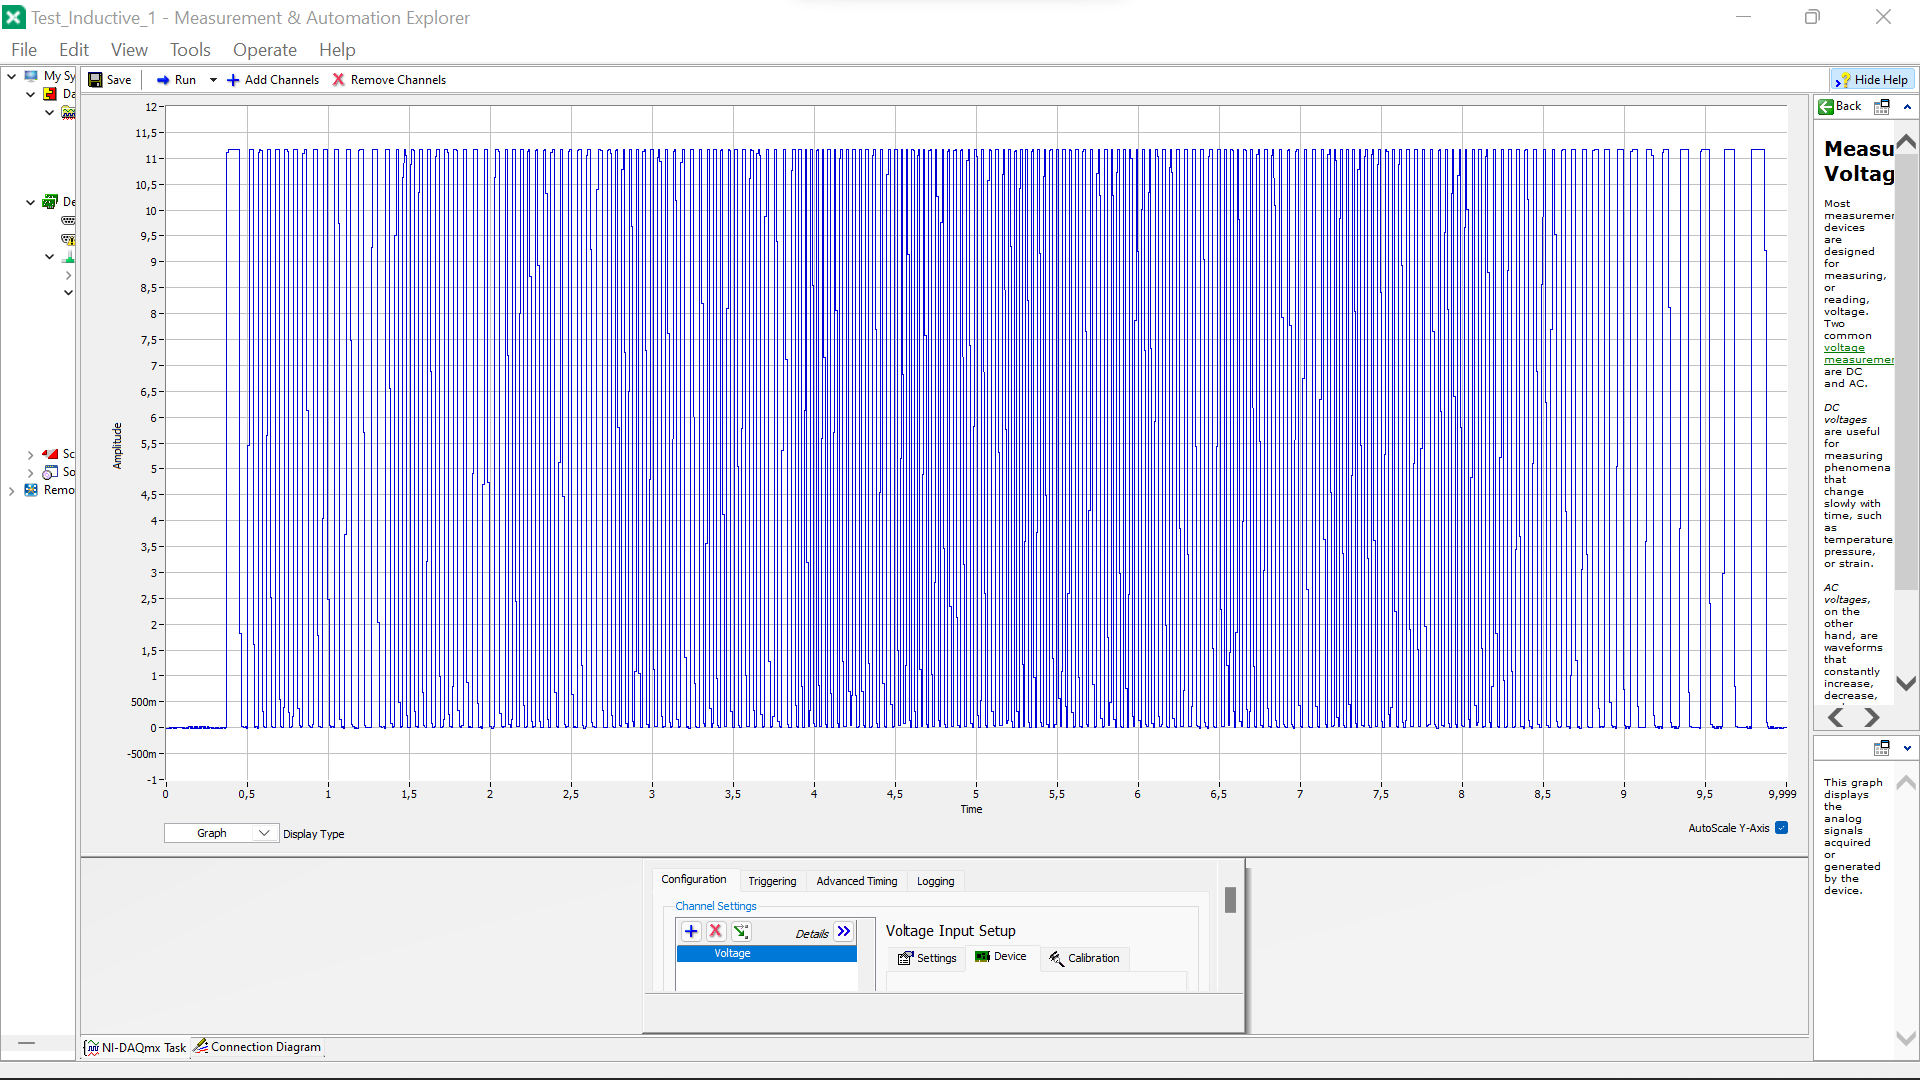 Test_Inductive_1 - Measurement & Automation Explorer
File Edit View Tools Operate Help
My Sy
Da
De
Sc
So
Remo
Save Run Add Channels Remove Channels
Hide Help
12
11,5
11
10,5
10
9,5
9
8,5
8
7,5
7
6,5
6
5,5
5
4,5
4
3,5
3
2,5
2
1,5
1
500m
0
-500m
-1
Amplitude
0 0,5 1 1,5 2 2,5 3 3,5 4 4,5 5 5,5 6 6,5 7 7,5 8 8,5 9 9,5 9,999
Time
Graph Display Type
AutoScale Y-Axis
Configuration Triggering Advanced Timing Logging
Channel Settings
Details
Voltage
Voltage Input Setup
Settings Device Calibration
NI-DAQmx Task Connection Diagram
Back
Measu
Voltag
Most
measuremer
devices
are
designed
for
measuring,
or
reading,
voltage.
Two
common
voltage
measuremer
are DC
and AC.
DC
voltages
are useful
for
measuring
phenomena
that
change
slowly with
time, such
as
temperature
pressure,
or strain.
AC
voltages,
on the
other
hand, are
waveforms
that
constantly
increase,
decrease,
This graph
displays
the
analog
signals
acquired
or
generated
by the
device.